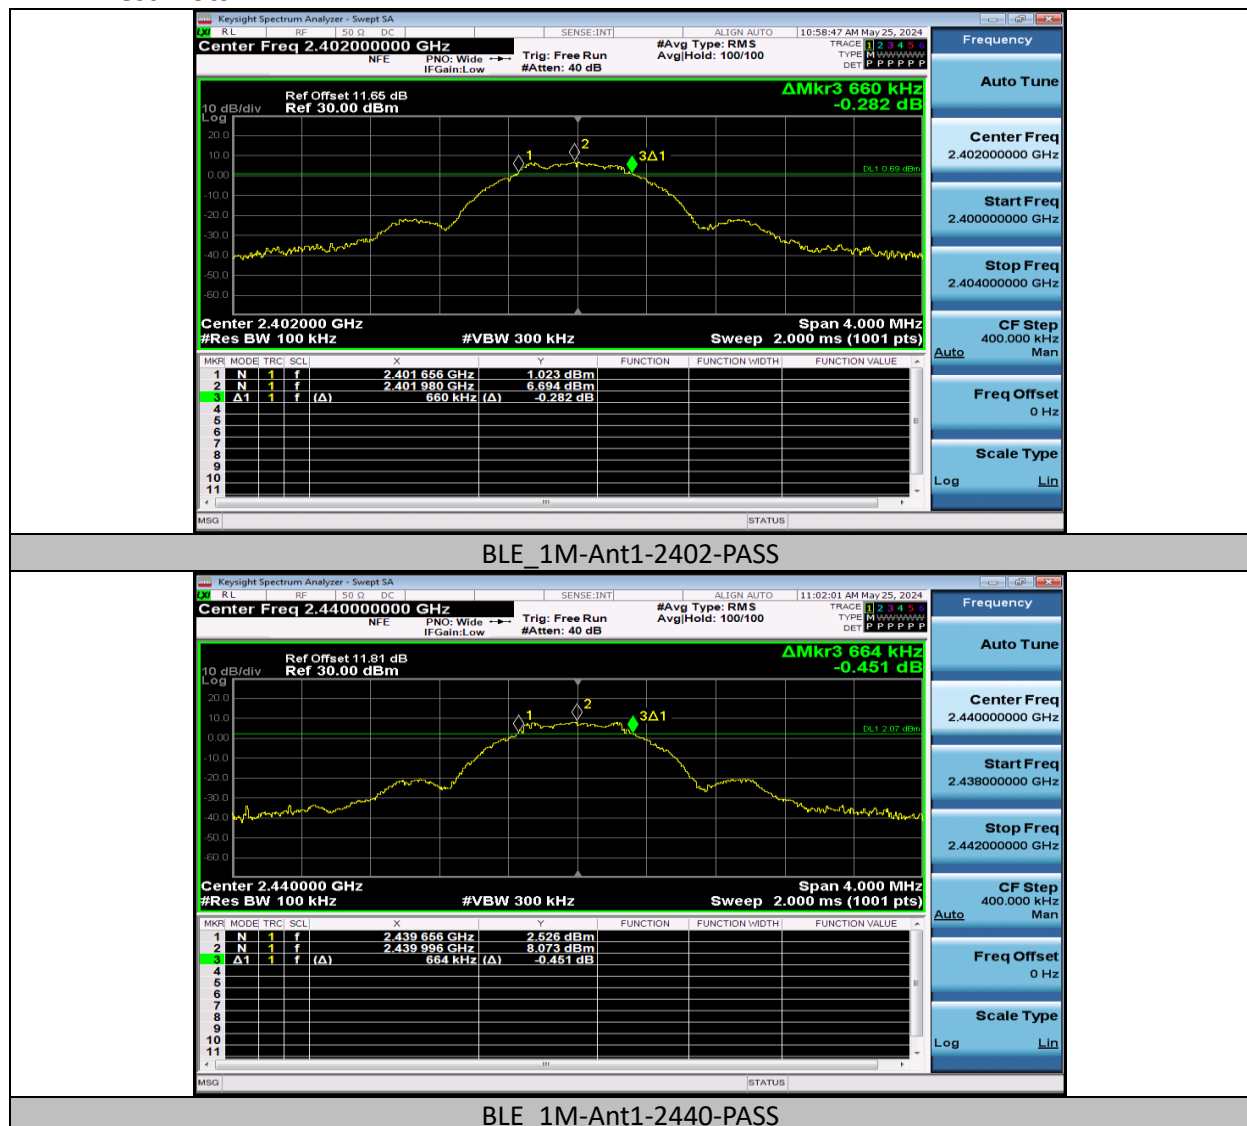 Keysight Spectrum Analyzer - Swept SA
LXI RL RF 50 Ω DC SENSE:INT ALIGN AUTO 10:58:47 AM May 25, 2024
Center Freq 2.402000000 GHz #Avg Type: RMS TRACE 1 2 3 4 5 6
NFE PNO: Wide Trig: Free Run Avg|Hold: 100/100 TYPE M WWWWW
IFGain:Low #Atten: 40 dB DET P P P P P P
Frequency
Auto Tune
ΔMkr3 660 kHz
Ref Offset 11.65 dB
10 dB/div Ref 30.00 dBm -0.282 dB
Log
20.0
10.0
0.00
-10.0
-20.0
-30.0
-40.0
-50.0
-60.0
1
2
3Δ1
DL1 0.69 dBm
Center Freq
2.402000000 GHz
Start Freq
2.400000000 GHz
Stop Freq
2.404000000 GHz
Center 2.402000 GHz Span 4.000 MHz
#Res BW 100 kHz #VBW 300 kHz Sweep 2.000 ms (1001 pts)
CF Step
400.000 kHz
Auto Man
MKR MODE TRC SCL X Y FUNCTION FUNCTION WIDTH FUNCTION VALUE
1 N 1 f 2.401 656 GHz 1.023 dBm
2 N 1 f 2.401 980 GHz 6.694 dBm
3 Δ1 1 f (Δ) 660 kHz (Δ) -0.282 dB
4
5
6
7
8
9
10
11
Freq Offset
0 Hz
Scale Type
Log Lin
MSG STATUS
BLE_1M-Ant1-2402-PASS
Keysight Spectrum Analyzer - Swept SA
LXI RL RF 50 Ω DC SENSE:INT ALIGN AUTO 11:02:01 AM May 25, 2024
Center Freq 2.440000000 GHz #Avg Type: RMS TRACE 1 2 3 4 5 6
NFE PNO: Wide Trig: Free Run Avg|Hold: 100/100 TYPE M WWWWW
IFGain:Low #Atten: 40 dB DET P P P P P P
Frequency
Auto Tune
ΔMkr3 664 kHz
Ref Offset 11.81 dB
10 dB/div Ref 30.00 dBm -0.451 dB
Log
20.0
10.0
0.00
-10.0
-20.0
-30.0
-40.0
-50.0
-60.0
1
2
3Δ1
DL1 2.07 dBm
Center Freq
2.440000000 GHz
Start Freq
2.438000000 GHz
Stop Freq
2.442000000 GHz
Center 2.440000 GHz Span 4.000 MHz
#Res BW 100 kHz #VBW 300 kHz Sweep 2.000 ms (1001 pts)
CF Step
400.000 kHz
Auto Man
MKR MODE TRC SCL X Y FUNCTION FUNCTION WIDTH FUNCTION VALUE
1 N 1 f 2.439 656 GHz 2.526 dBm
2 N 1 f 2.439 996 GHz 8.073 dBm
3 Δ1 1 f (Δ) 664 kHz (Δ) -0.451 dB
4
5
6
7
8
9
10
11
Freq Offset
0 Hz
Scale Type
Log Lin
MSG STATUS
BLE_1M-Ant1-2440-PASS